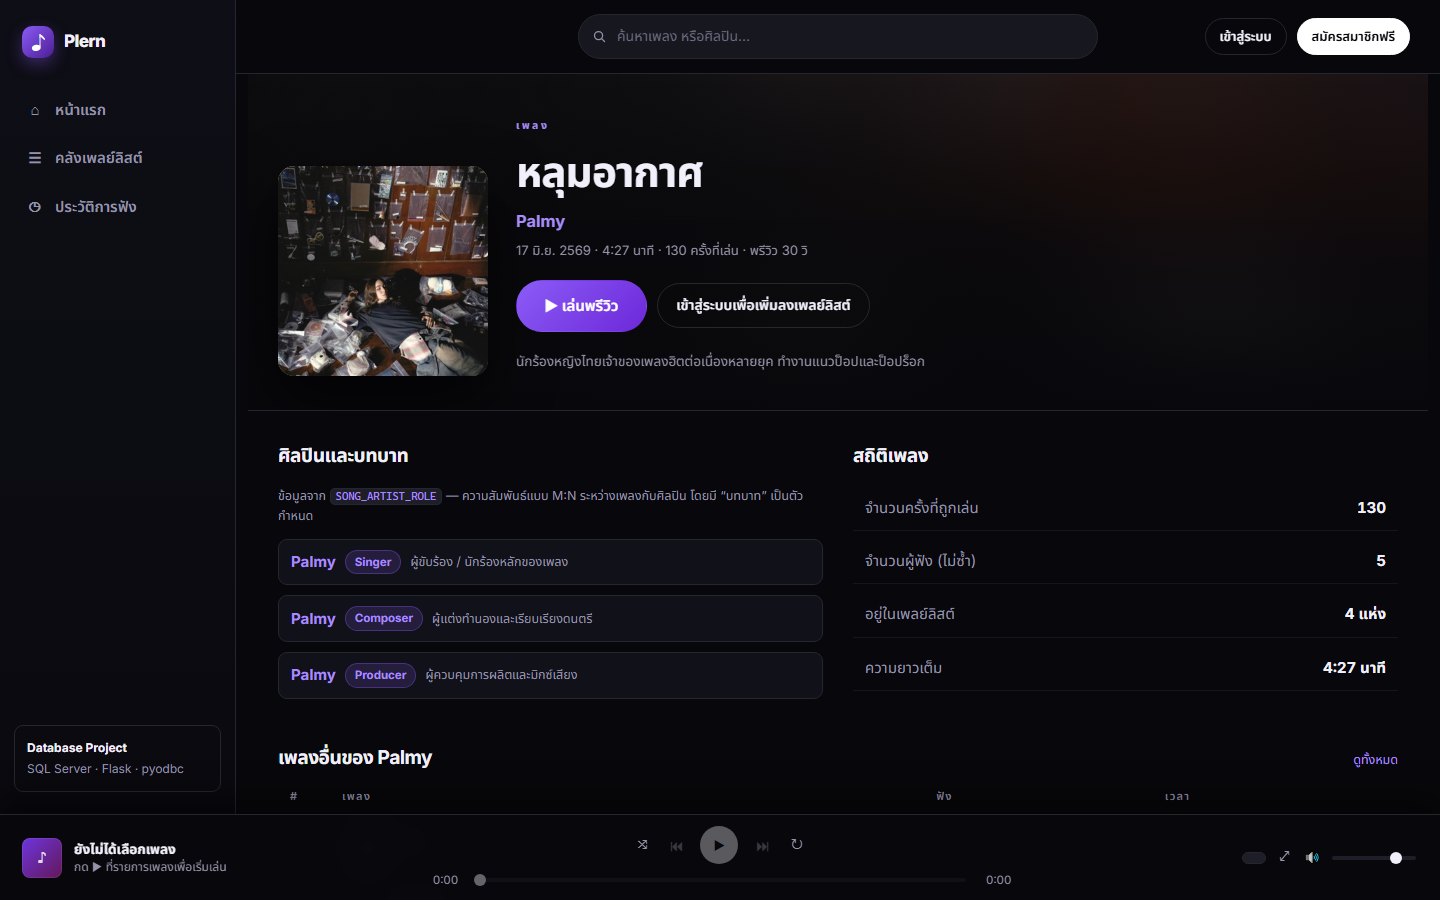 Plern
ค้นหาเพลง หรือศิลปิน...
เข้าสู่ระบบ
สมัครสมาชิกฟรี
หน้าแรก
คลังเพลย์ลิสต์
ประวัติการฟัง
เพลง
หลุมอากาศ
Palmy
17 มิ.ย. 2569 · 4:27 นาที · 130 ครั้งที่เล่น · พรีวิว 30 วิ
▶ เล่นพรีวิว
เข้าสู่ระบบเพื่อเพิ่มลงเพลย์ลิสต์
นักร้องหญิงไทยเจ้าของเพลงฮิตต่อเนื่องหลายยุค ทำงานแนวป็อปและป็อปร็อก
ศิลปินและบทบาท
ข้อมูลจาก SONG_ARTIST_ROLE — ความสัมพันธ์แบบ M:N ระหว่างเพลงกับศิลปิน โดยมี “บทบาท” เป็นตัว
กำหนด
Palmy Singer ผู้ขับร้อง / นักร้องหลักของเพลง
Palmy Composer ผู้แต่งทำนองและเรียบเรียงดนตรี
Palmy Producer ผู้ควบคุมการผลิตและมิกซ์เสียง
สถิติเพลง
จำนวนครั้งที่ถูกเล่น 130
จำนวนผู้ฟัง (ไม่ซ้ำ) 5
อยู่ในเพลย์ลิสต์ 4 แห่ง
ความยาวเต็ม 4:27 นาที
เพลงอื่นของ Palmy
ดูทั้งหมด
# เพลง ฟัง เวลา
Database Project
SQL Server · Flask · pyodbc
ยังไม่ได้เลือกเพลง
กด ▶ ที่รายการเพลงเพื่อเริ่มเล่น
0:00
0:00